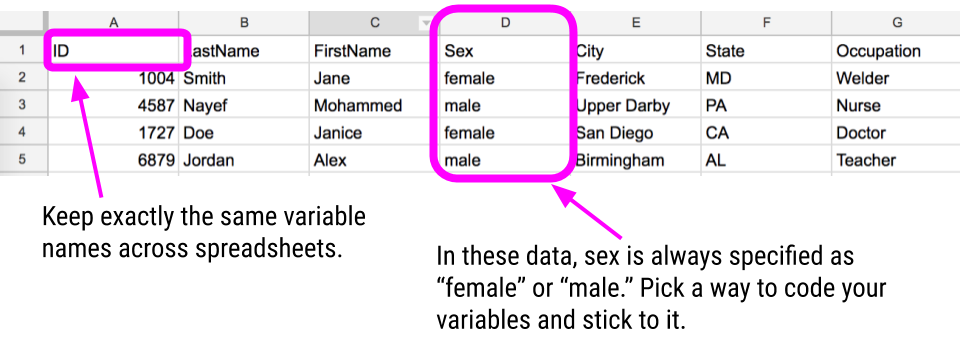 A B C D E F G
1 ID LastName FirstName Sex City State Occupation
2 1004 Smith Jane female Frederick MD Welder
3 4587 Nayef Mohammed male Upper Darby PA Nurse
4 1727 Doe Janice female San Diego CA Doctor
5 6879 Jordan Alex male Birmingham AL Teacher
Keep exactly the same variable
names across spreadsheets.
In these data, sex is always specified as
“female” or “male.” Pick a way to code your
variables and stick to it.